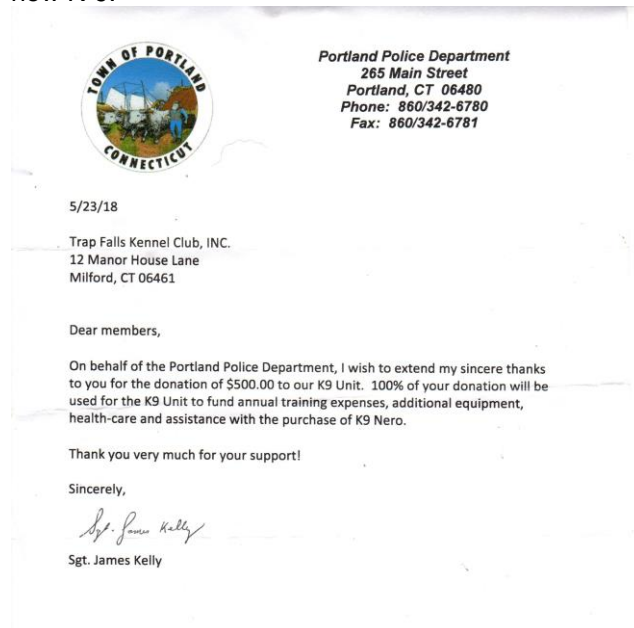 TOWN OF PORTLAND
CONNECTICUT
Portland Police Department
265 Main Street
Portland, CT 06480
Phone: 860/342-6780
Fax: 860/342-6781
5/23/18
Trap Falls Kennel Club, INC.
12 Manor House Lane
Milford, CT 06461
Dear members,
On behalf of the Portland Police Department, I wish to extend my sincere thanks
to you for the donation of $500.00 to our K9 Unit. 100% of your donation will be
used for the K9 Unit to fund annual training expenses, additional equipment,
health-care and assistance with the purchase of K9 Nero.
Thank you very much for your support!
Sincerely,
Sgt. James Kelly
Sgt. James Kelly